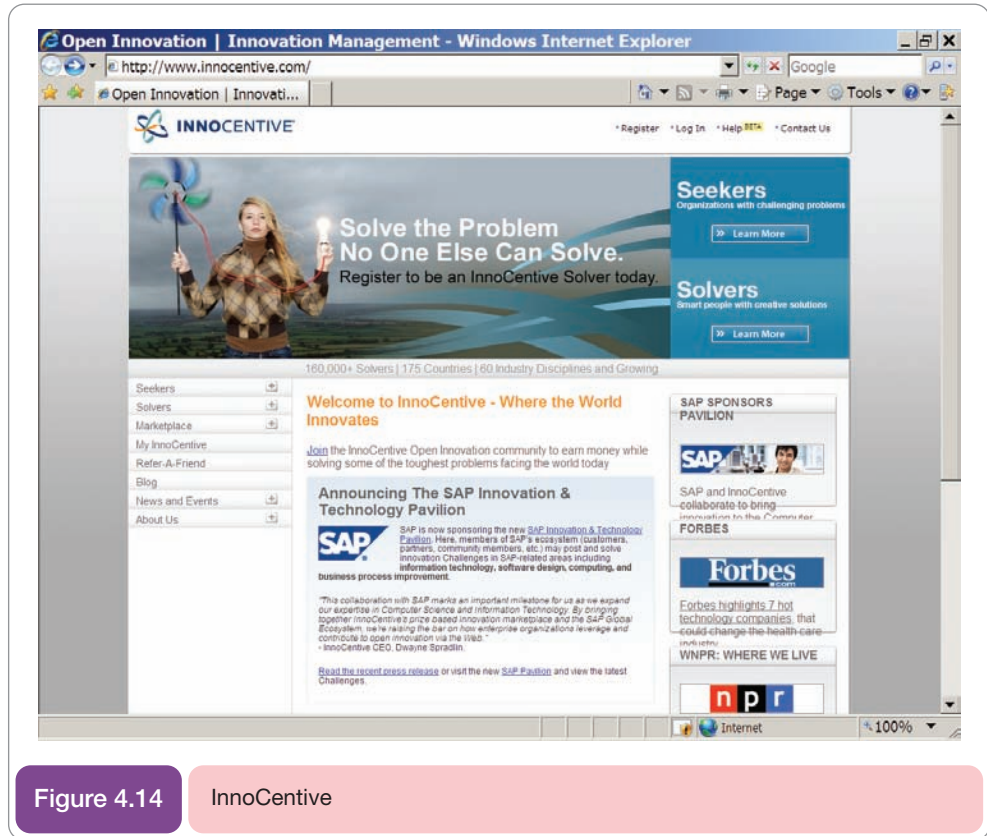 Open Innovation | Innovation Management - Windows Internet Explorer
http://www.innocentive.com/
Google
Open Innovation | Innovati...
Page
Tools
INNOCENTIVE
Register
Log In
Help BETA
Contact Us
Solve the Problem
No One Else Can Solve.
Register to be an InnoCentive Solver today.
Seekers
Organizations with challenging problems
» Learn More
Solvers
Smart people with creative solutions
» Learn More
160,000+ Solvers | 175 Countries | 60 Industry Disciplines and Growing
Seekers
Solvers
Marketplace
My InnoCentive
Refer-A-Friend
Blog
News and Events
About Us
Welcome to InnoCentive - Where the World
Innovates
Join the InnoCentive Open Innovation community to earn money while
solving some of the toughest problems facing the world today
Announcing The SAP Innovation &
Technology Pavilion
SAP
SAP is now sponsoring the new SAP Innovation & Technology
Pavilion. Here, members of SAP's ecosystem (customers,
partners, community members, etc.) may post and solve
innovation Challenges in SAP-related areas including
information technology, software design, computing, and
business process improvement.
"This collaboration with SAP marks an important milestone for us as we expand
our expertise in Computer Science and Information Technology. By bringing
together InnoCentive's prize based innovation marketplace and the SAP Global
Ecosystem, we're raising the bar on how enterprise organizations leverage and
contribute to open innovation via the Web."
- InnoCentive CEO, Dwayne Spradlin.
Read the recent press release or visit the new SAP Pavilion and view the latest
Challenges.
SAP SPONSORS
PAVILION
SAP
SAP and InnoCentive
collaborate to bring
innovation to the Computer
FORBES
Forbes
.com
Forbes highlights 7 hot
technology companies, that
could change the health care
industry
WNPR: WHERE WE LIVE
n p r
Internet
100%
Figure 4.14
InnoCentive